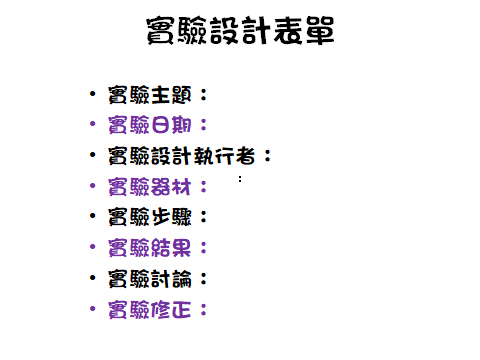 實驗設計表單
• 實驗主題：
• 實驗日期：
• 實驗設計執行者：
• 實驗器材：
• 實驗步驟：
• 實驗結果：
• 實驗討論：
• 實驗修正：